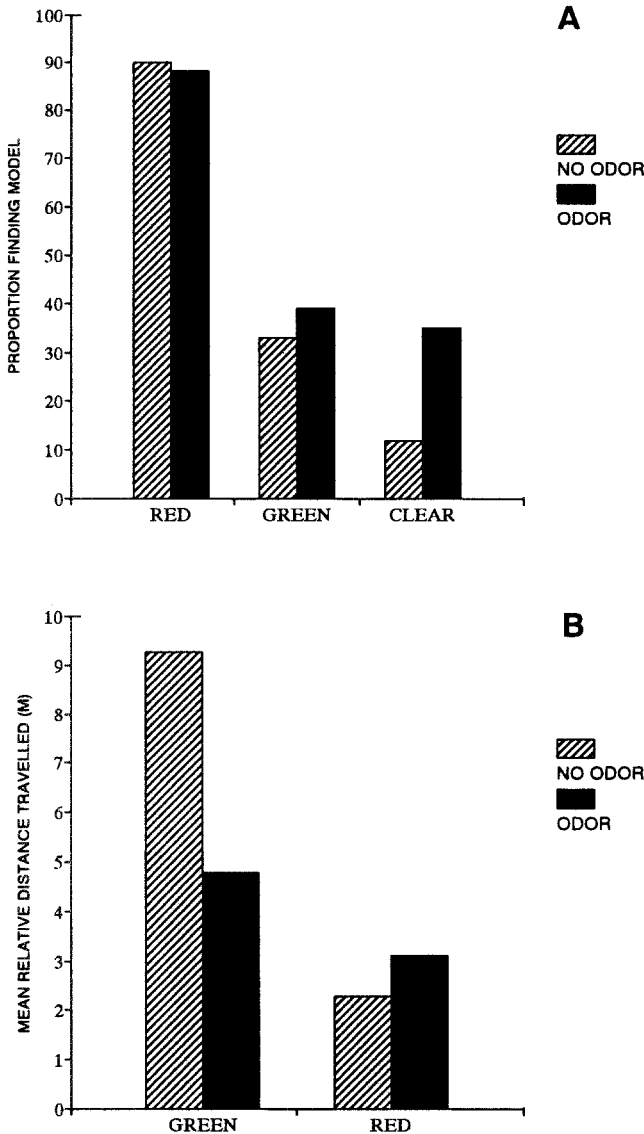 A
PROPORTION FINDING MODEL
100
90
80
70
60
50
40
30
20
10
0
RED GREEN CLEAR
NO ODOR
ODOR
B
MEAN RELATIVE DISTANCE TRAVELLED (M)
10
9
8
7
6
5
4
3
2
1
0
GREEN RED
NO ODOR
ODOR